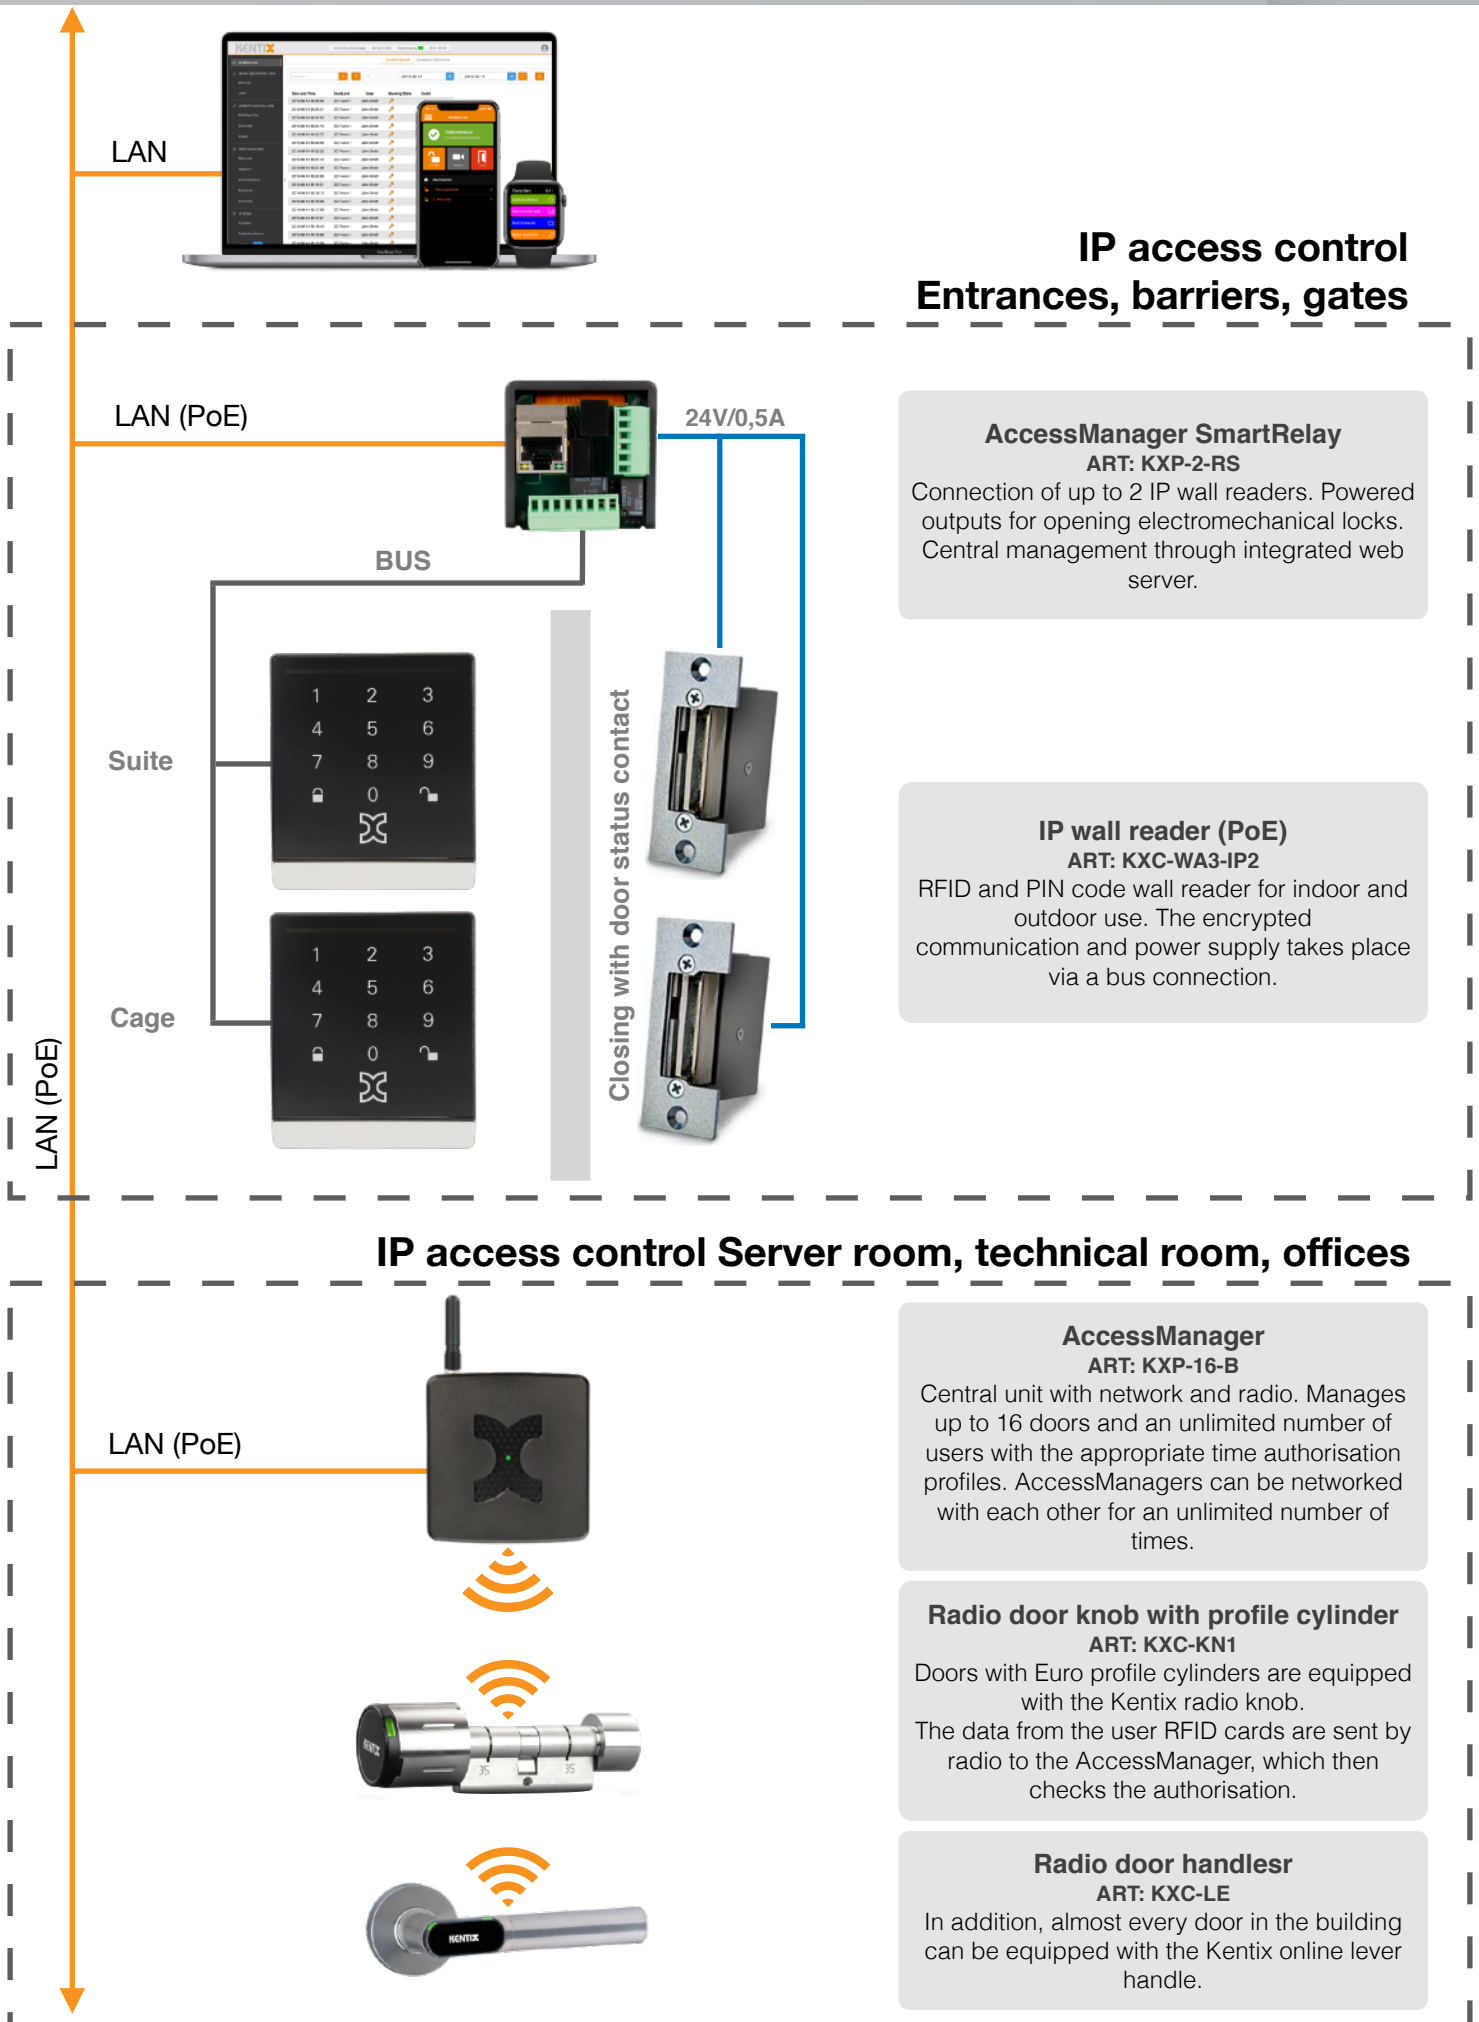 KENTIX
LAN
IP access control
Entrances, barriers, gates
LAN (PoE)
24V/0,5A
BUS
AccessManager SmartRelay
ART: KXP-2-RS
Connection of up to 2 IP wall readers. Powered
outputs for opening electromechanical locks.
Central management through integrated web
server.
1 2 3
4 5 6
7 8 9
0
Suite
Closing with door status contact
IP wall reader (PoE)
ART: KXC-WA3-IP2
RFID and PIN code wall reader for indoor and
outdoor use. The encrypted
communication and power supply takes place
via a bus connection.
1 2 3
4 5 6
7 8 9
0
Cage
LAN (PoE)
IP access control Server room, technical room, offices
LAN (PoE)
AccessManager
ART: KXP-16-B
Central unit with network and radio. Manages
up to 16 doors and an unlimited number of
users with the appropriate time authorisation
profiles. AccessManagers can be networked
with each other for an unlimited number of
times.
Radio door knob with profile cylinder
ART: KXC-KN1
Doors with Euro profile cylinders are equipped
with the Kentix radio knob.
The data from the user RFID cards are sent by
radio to the AccessManager, which then
checks the authorisation.
KENTIX
35 35
Radio door handlesr
ART: KXC-LE
In addition, almost every door in the building
can be equipped with the Kentix online lever
handle.
KENTIX